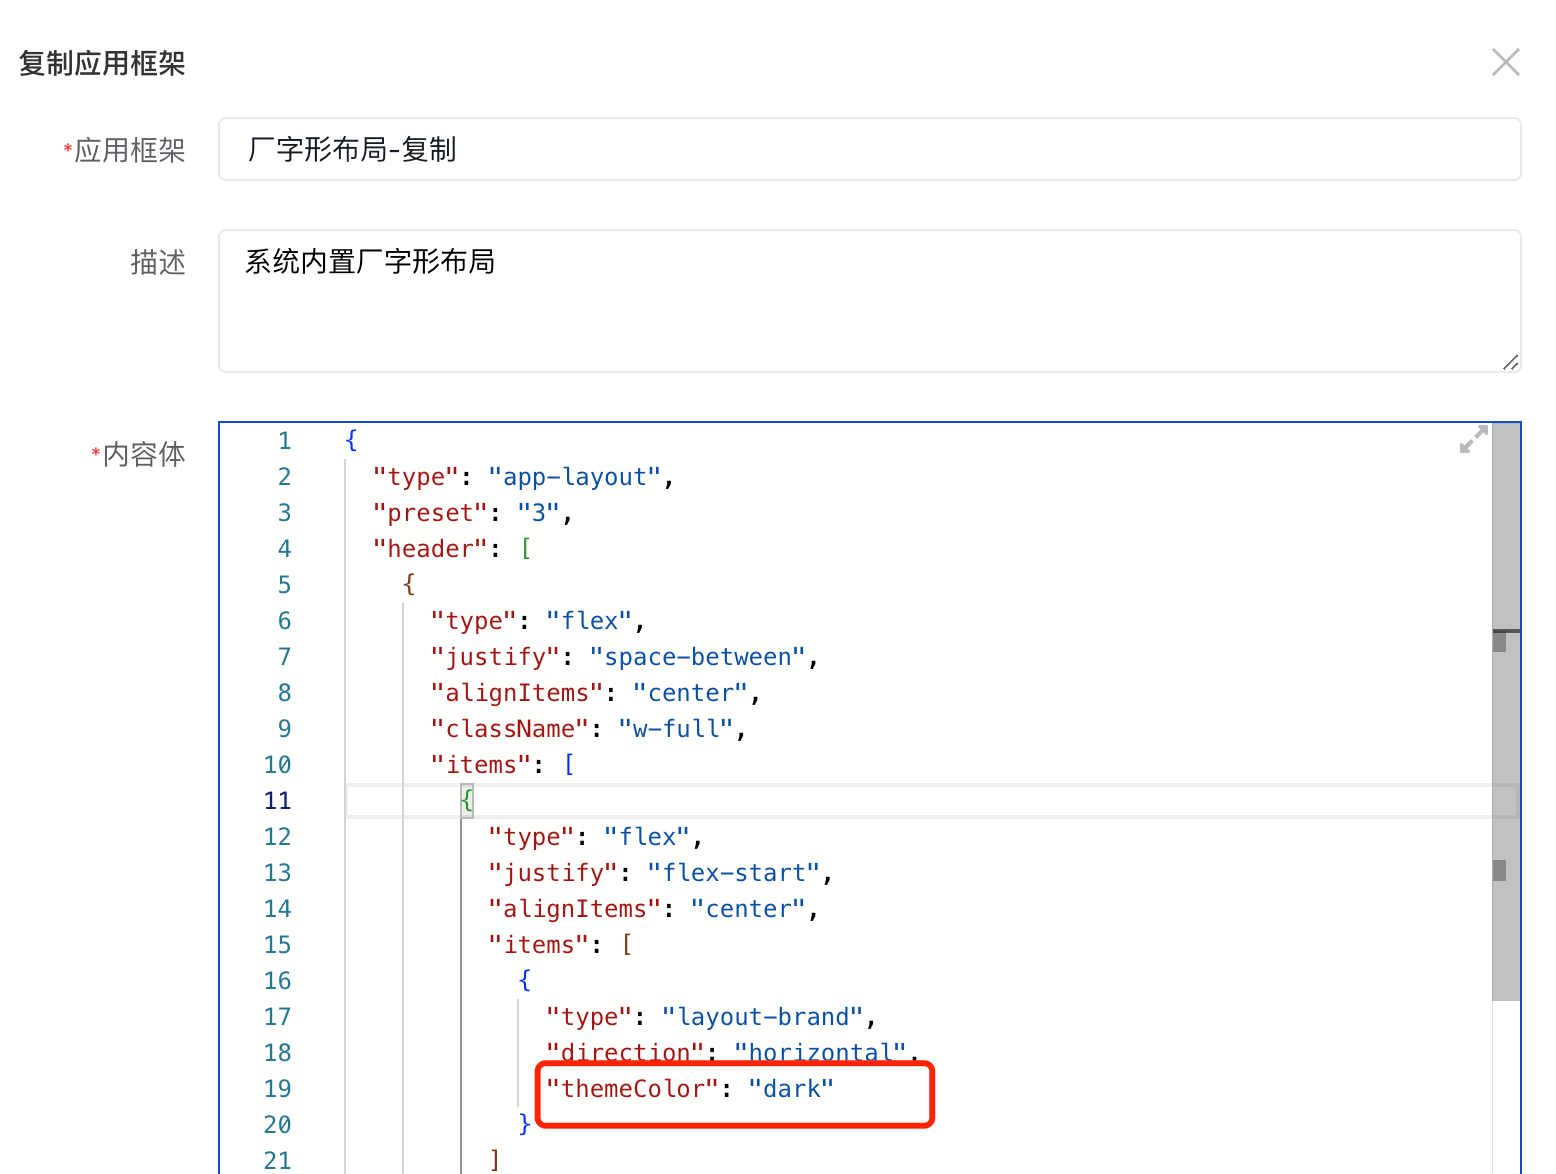 复制应用框架
*应用框架 厂字形布局-复制
描述 系统内置厂字形布局
*内容体
1 {
2 "type": "app-layout",
3 "preset": "3",
4 "header": [
5 {
6 "type": "flex",
7 "justify": "space-between",
8 "alignItems": "center",
9 "className": "w-full",
10 "items": [
11 {
12 "type": "flex",
13 "justify": "flex-start",
14 "alignItems": "center",
15 "items": [
16 {
17 "type": "layout-brand",
18 "direction": "horizontal",
19 "themeColor": "dark"
20 }
21 ]